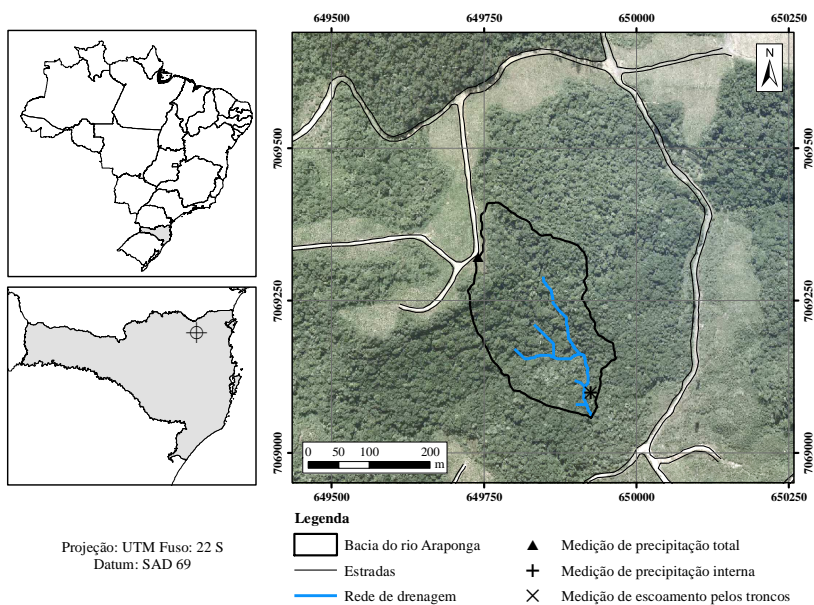 649500 649750 650000 650250
N
7069500 7069500
7069250 7069250
7069000 7069000
0 50 100 200
m
649500 649750 650000 650250
Projeção: UTM Fuso: 22 S
Datum: SAD 69
Legenda
Bacia do rio Araponga
Estradas
Rede de drenagem
Medição de precipitação total
Medição de precipitação interna
Medição de escoamento pelos troncos